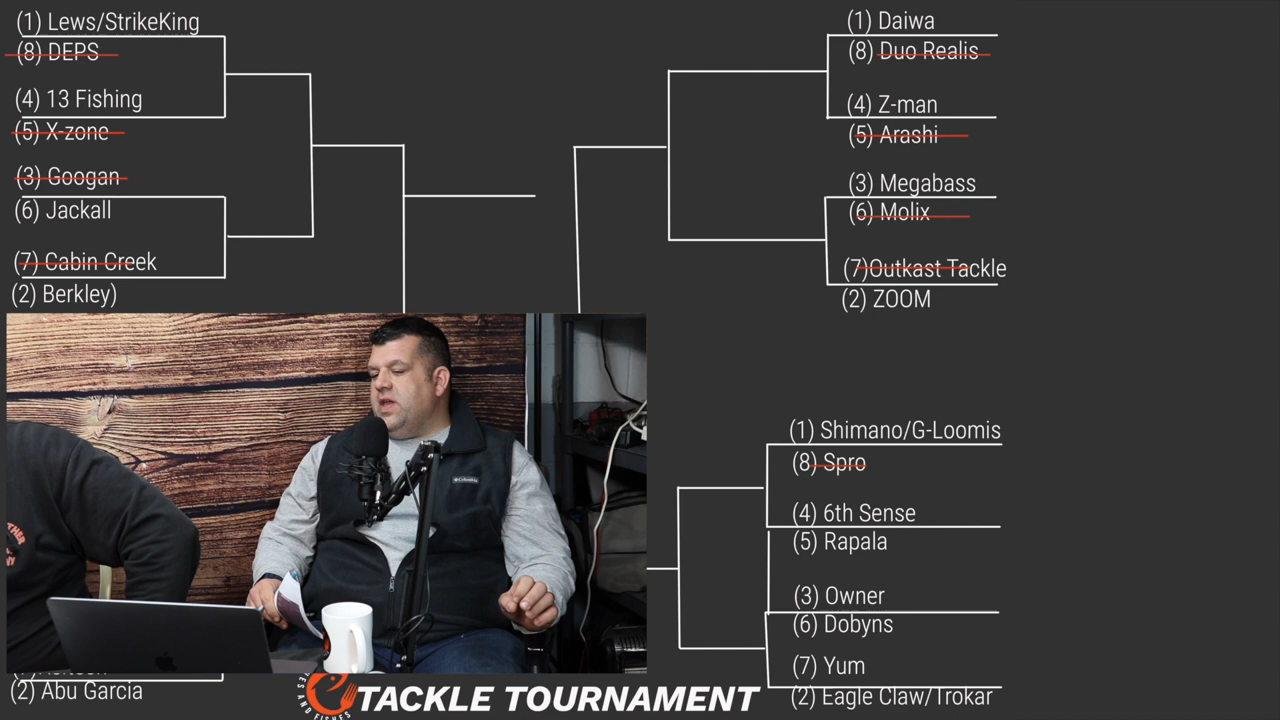 (1) Lews/StrikeKing
(8) DEPS
(4) 13 Fishing
(5) X-zone
(3) Googan
(6) Jackall
(7) Cabin Creek
(2) Berkley)
(1) Daiwa
(8) Duo Realis
(4) Z-man
(5) Arashi
(3) Megabass
(6) Molix
(7)Outkast Tackle
(2) ZOOM
Columbia
(1) Shimano/G-Loomis
(8) Spro
(4) 6th Sense
(5) Rapala
(3) Owner
(6) Dobyns
(7) Yum
(2) Eagle Claw/Trokar
(2) Abu Garcia
AND FISHES
TACKLE TOURNAMENT